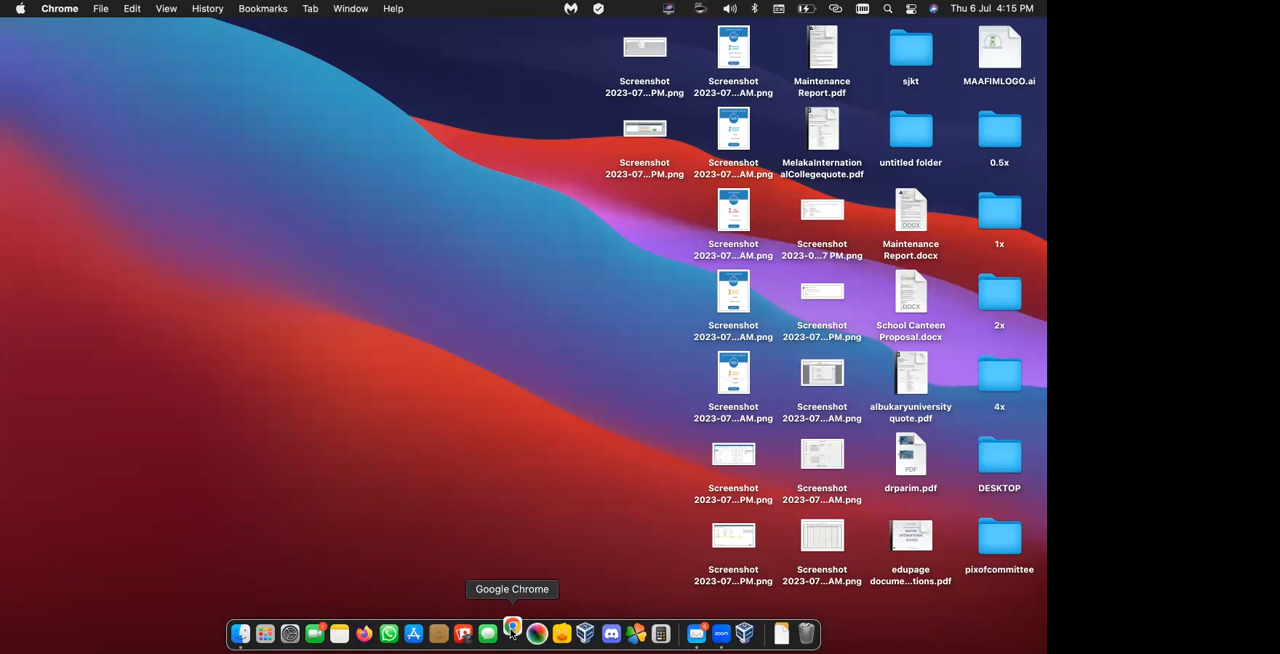 Chrome File Edit View History Bookmarks Tab Window Help Thu 6 Jul 4:15 PM
Screenshot
2023-07...PM.png
Screenshot
2023-07...AM.png
Maintenance
Report.pdf
sjkt
MAAFIMLOGO.ai
Screenshot
2023-07...PM.png
Screenshot
2023-07...AM.png
MelakaInternation
alCollegequote.pdf
untitled folder
0.5x
Screenshot
2023-07...AM.png
Screenshot
2023-0...7 PM.png
Maintenance
Report.docx
1x
Screenshot
2023-07...AM.png
Screenshot
2023-07...PM.png
School Canteen
Proposal.docx
2x
Screenshot
2023-07...AM.png
Screenshot
2023-07...AM.png
albukaryuniversity
quote.pdf
4x
Screenshot
2023-07...PM.png
Screenshot
2023-07...AM.png
drparim.pdf
DESKTOP
Screenshot
2023-07...PM.png
Screenshot
2023-07...AM.png
edupage
docume...tions.pdf
pixofcommittee
DOCX
DOCX
PDF
Google Chrome
zoom